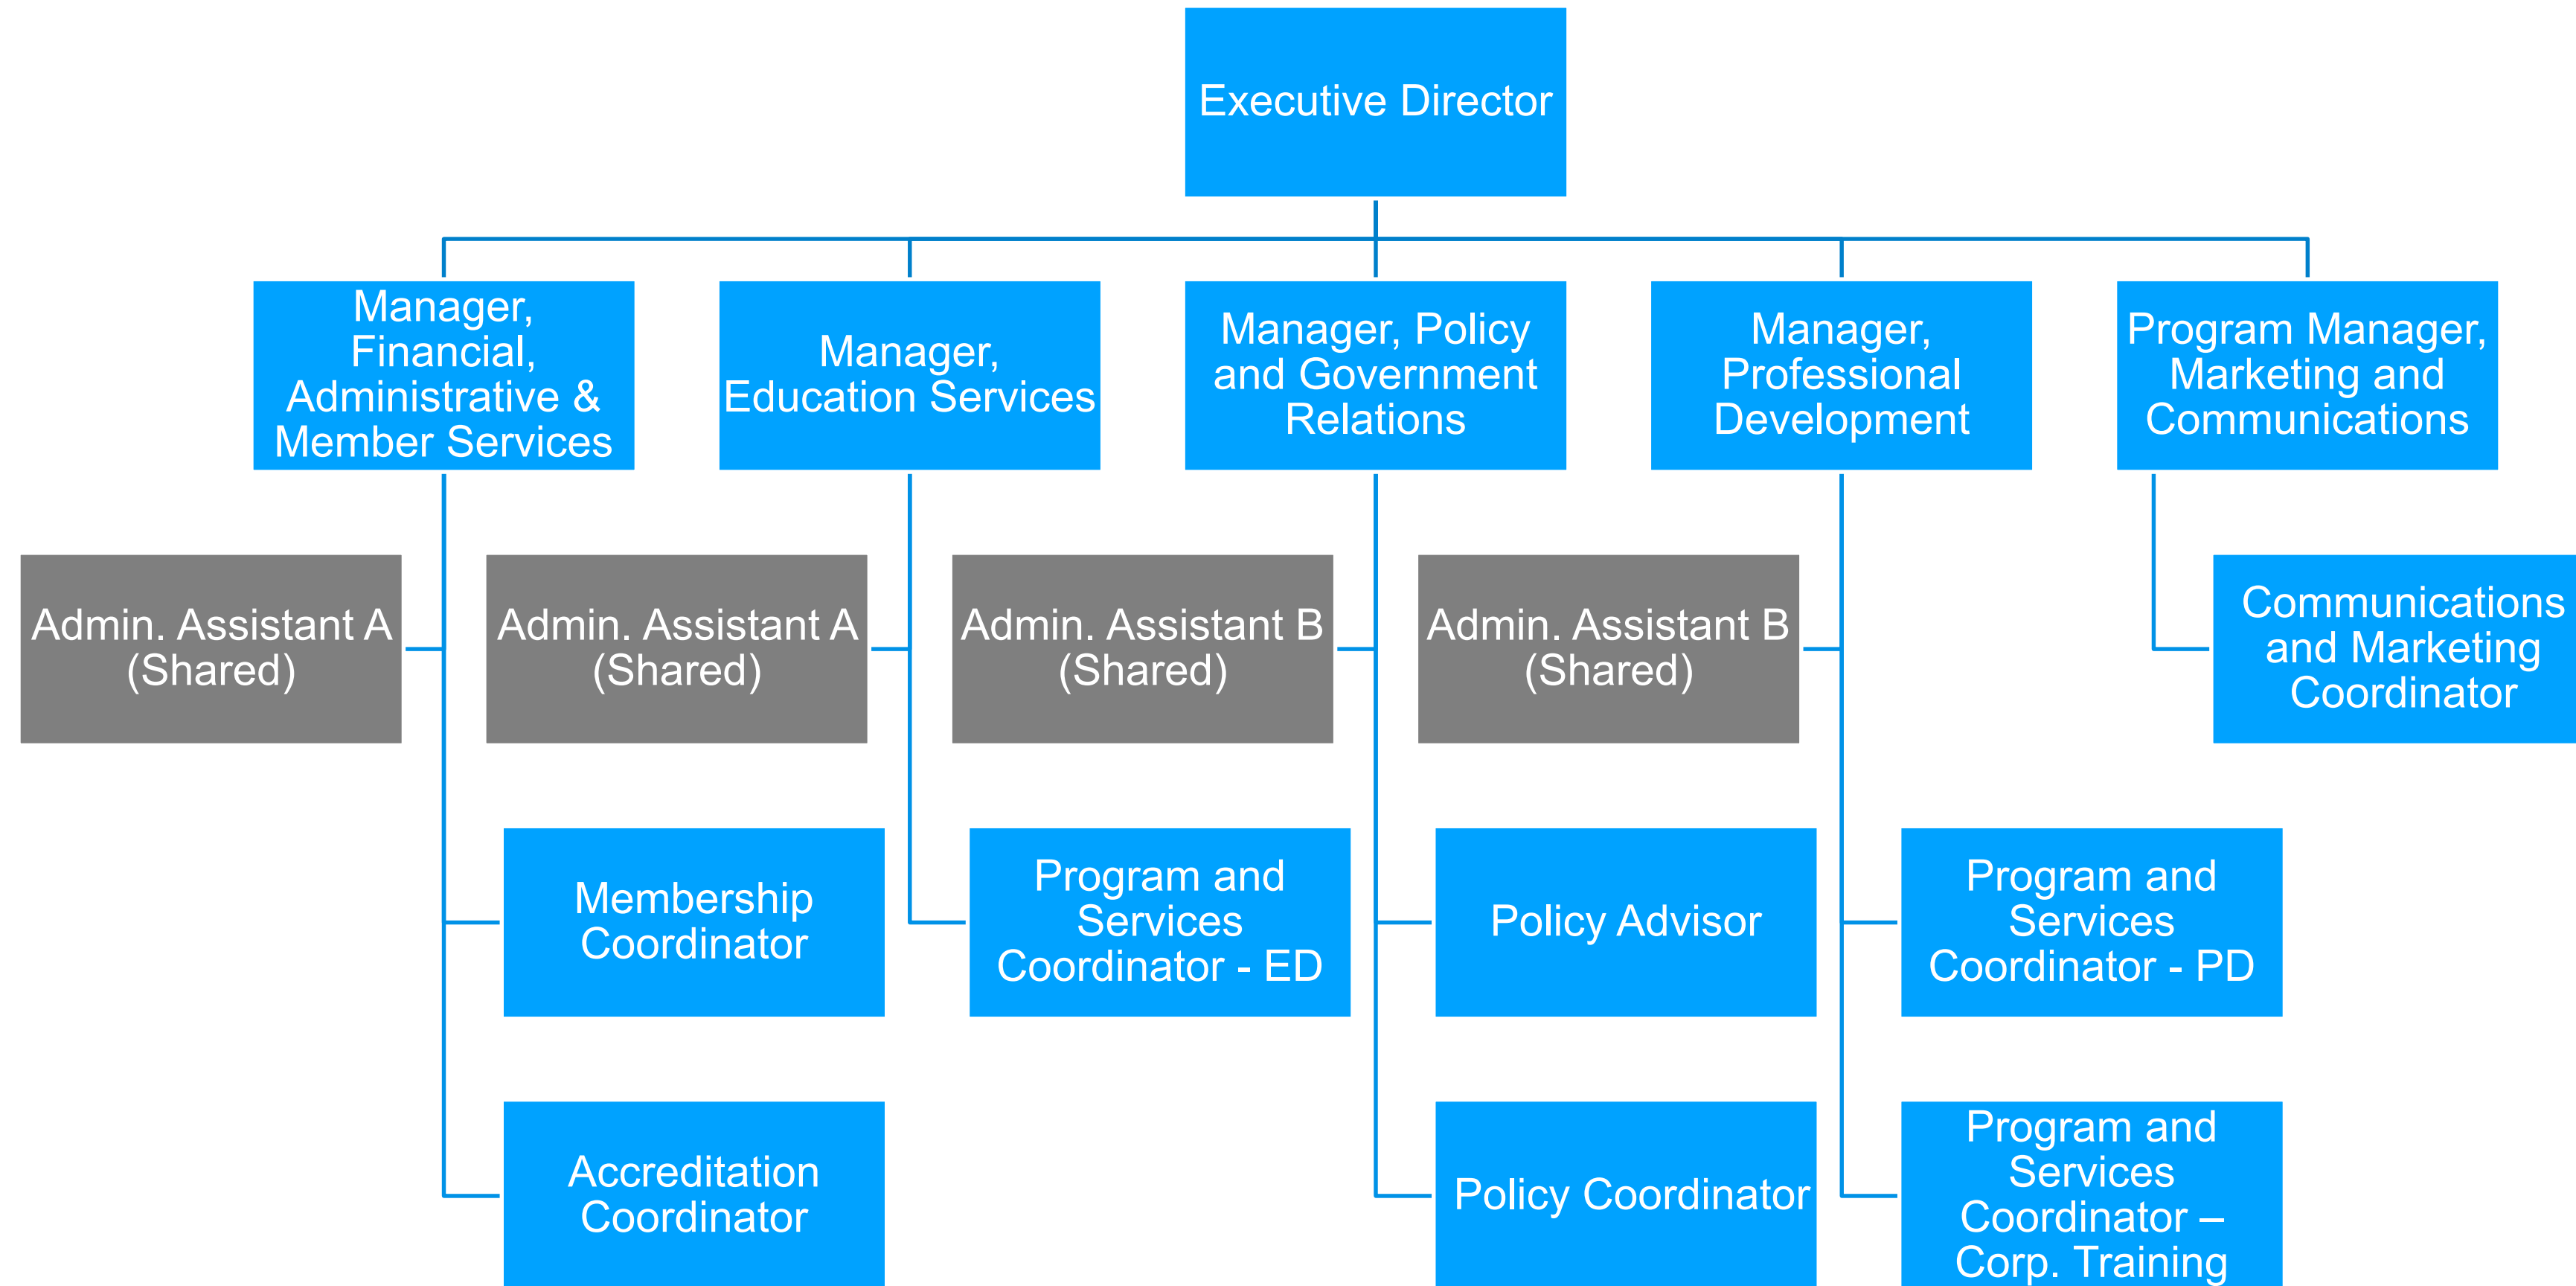 Executive Director
Manager,
Financial,
Administrative &
Member Services
Manager,
Education Services
Manager, Policy
and Government
Relations
Manager,
Professional
Development
Program Manager,
Marketing and
Communications
Admin. Assistant A
(Shared)
Admin. Assistant A
(Shared)
Admin. Assistant B
(Shared)
Admin. Assistant B
(Shared)
Communications
and Marketing
Coordinator
Membership
Coordinator
Program and
Services
Coordinator - ED
Policy Advisor
Program and
Services
Coordinator - PD
Accreditation
Coordinator
Policy Coordinator
Program and
Services
Coordinator –
Corp. Training